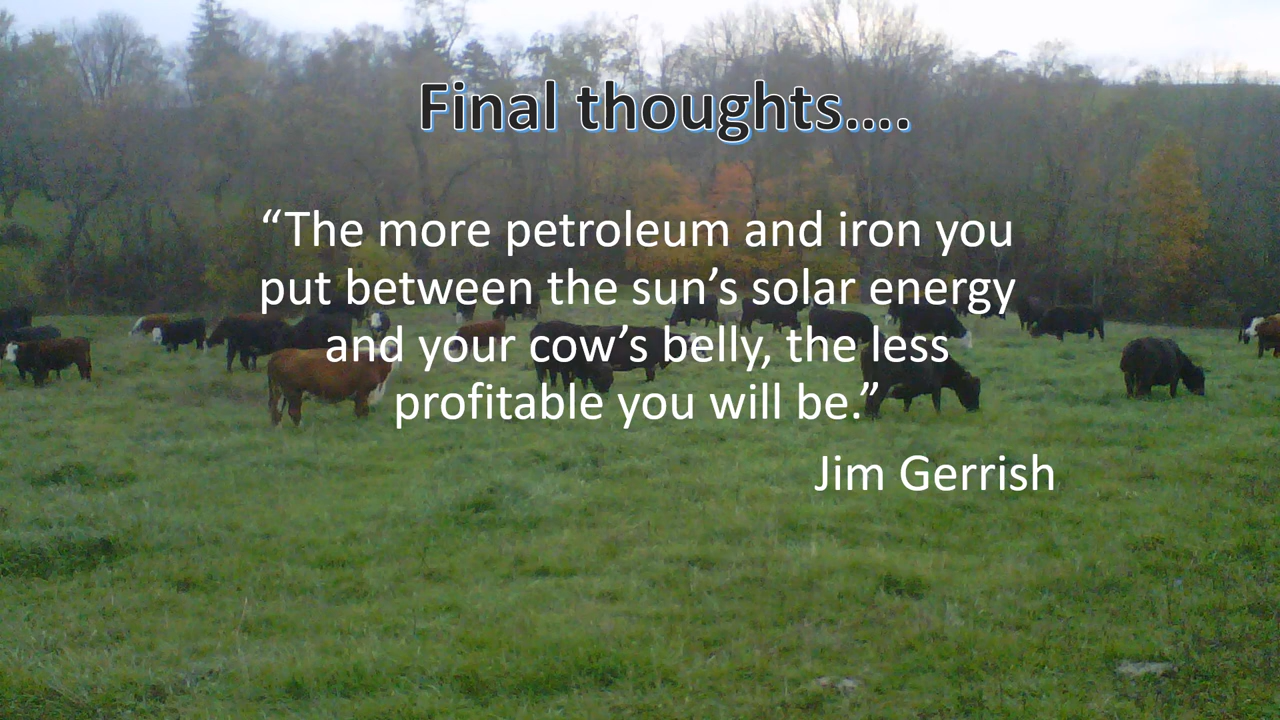 Final thoughts....
“The more petroleum and iron you
put between the sun’s solar energy
and your cow’s belly, the less
profitable you will be.”
Jim Gerrish